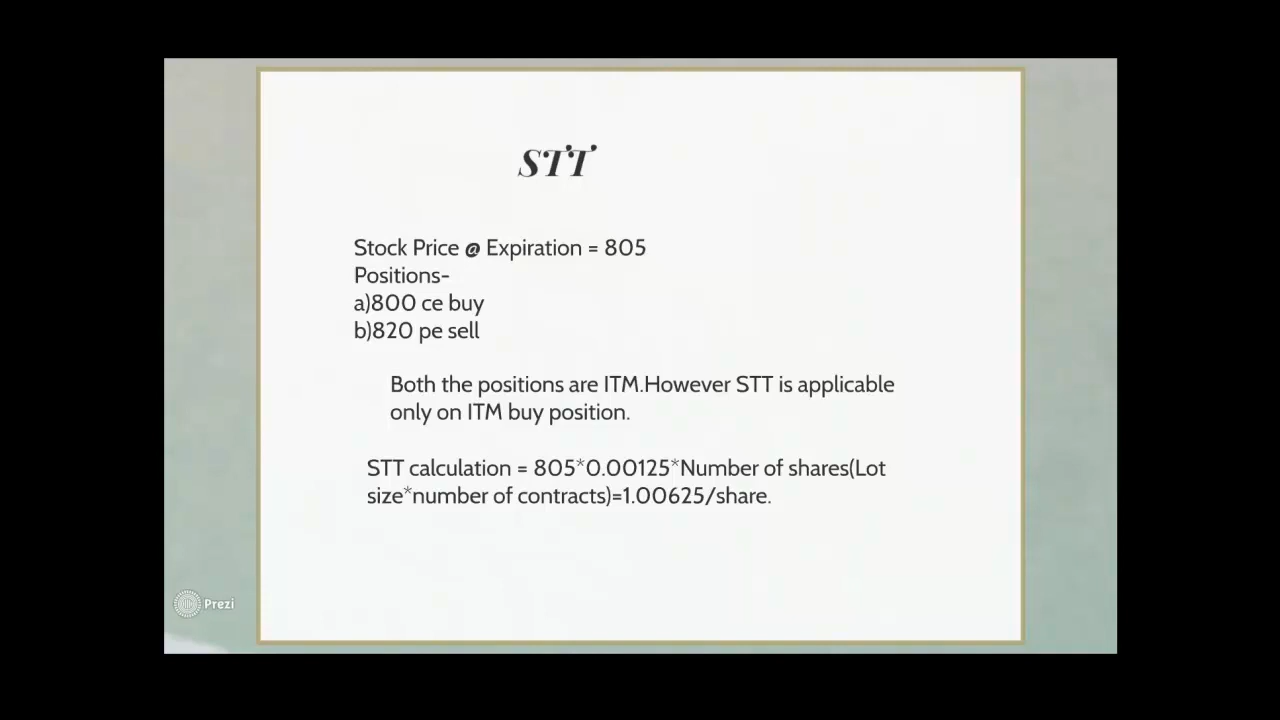 STT
Stock Price @ Expiration = 805
Positions-
a)800 ce buy
b)820 pe sell
Both the positions are ITM.However STT is applicable
only on ITM buy position.
STT calculation = 805*0.00125*Number of shares(Lot
size*number of contracts)=1.00625/share.
Prezi